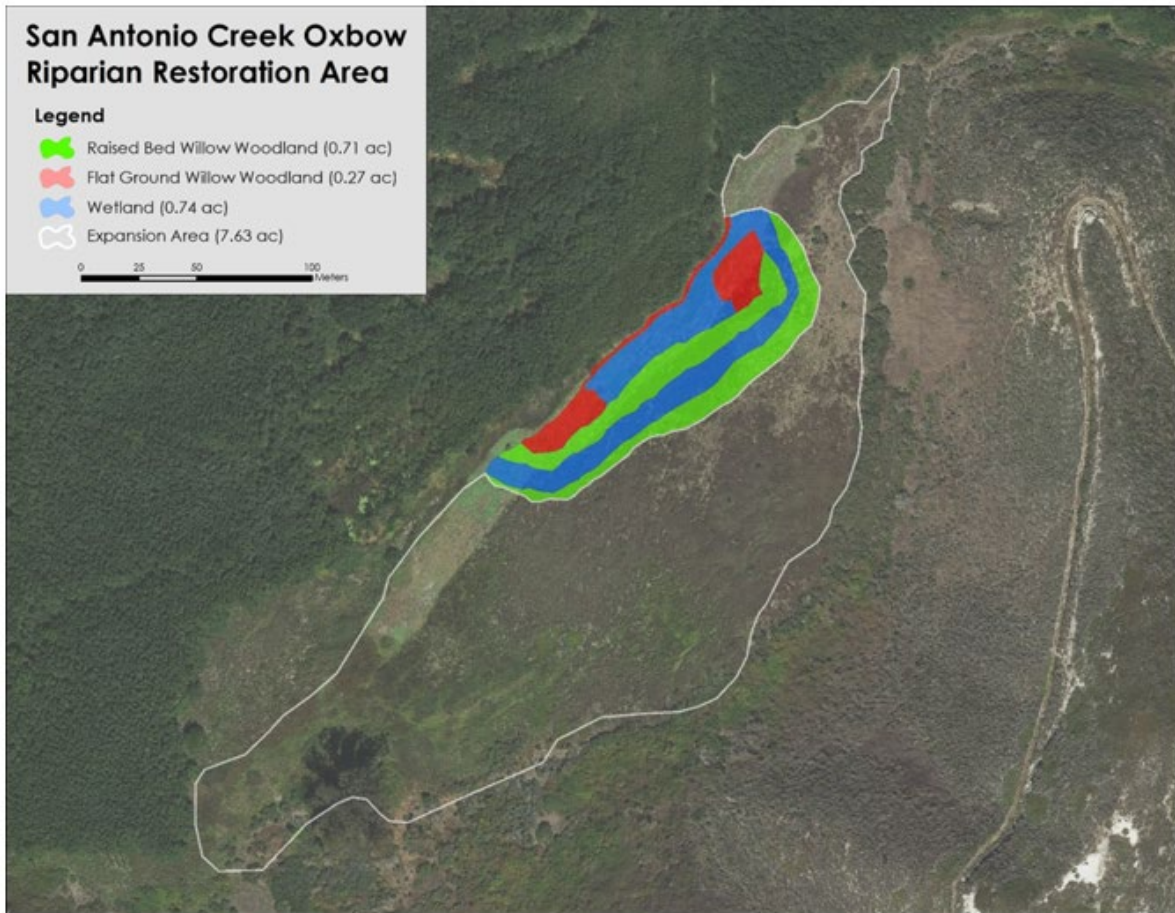 San Antonio Creek Oxbow
Riparian Restoration Area
Legend
Raised Bed Willow Woodland (0.71 ac)
Flat Ground Willow Woodland (0.27 ac)
Wetland (0.74 ac)
Expansion Area (7.63 ac)
0 25 50 100
Meters